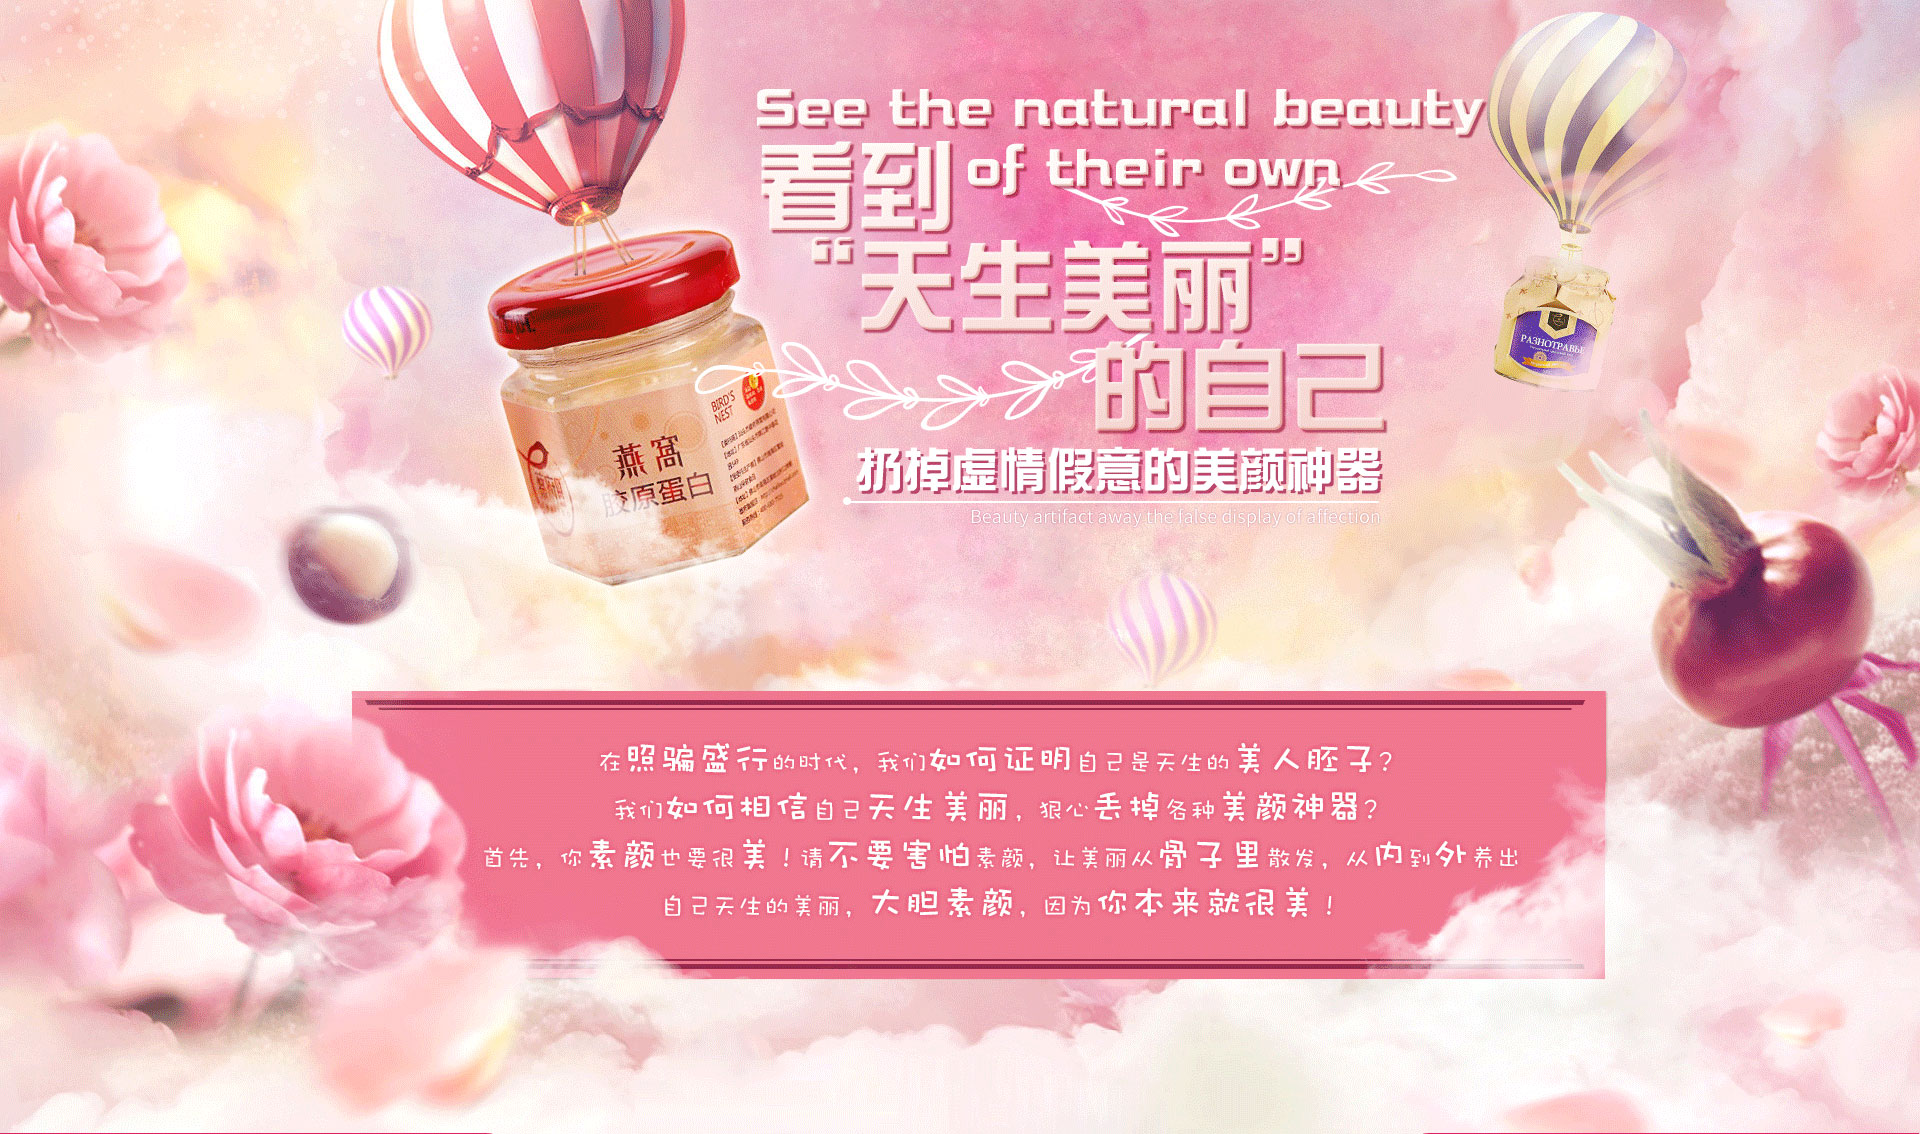 See the natural beauty
看到 of their own
“天生美丽”
的自己
扔掉虚情假意的美颜神器
Beauty artifact away the false display of affection
BIRD'S
NEST
燕窝
胶原蛋白
РАЗНОТРАВЬЕ
在照骗盛行的时代，我们如何证明自己是天生的美人胚子？
我们如何相信自己天生美丽，狠心丢掉各种美颜神器？
首先，你素颜也要很美！请不要害怕素颜，让美丽从骨子里散发，从内到外养出
自己天生的美丽，大胆素颜，因为你本来就很美！